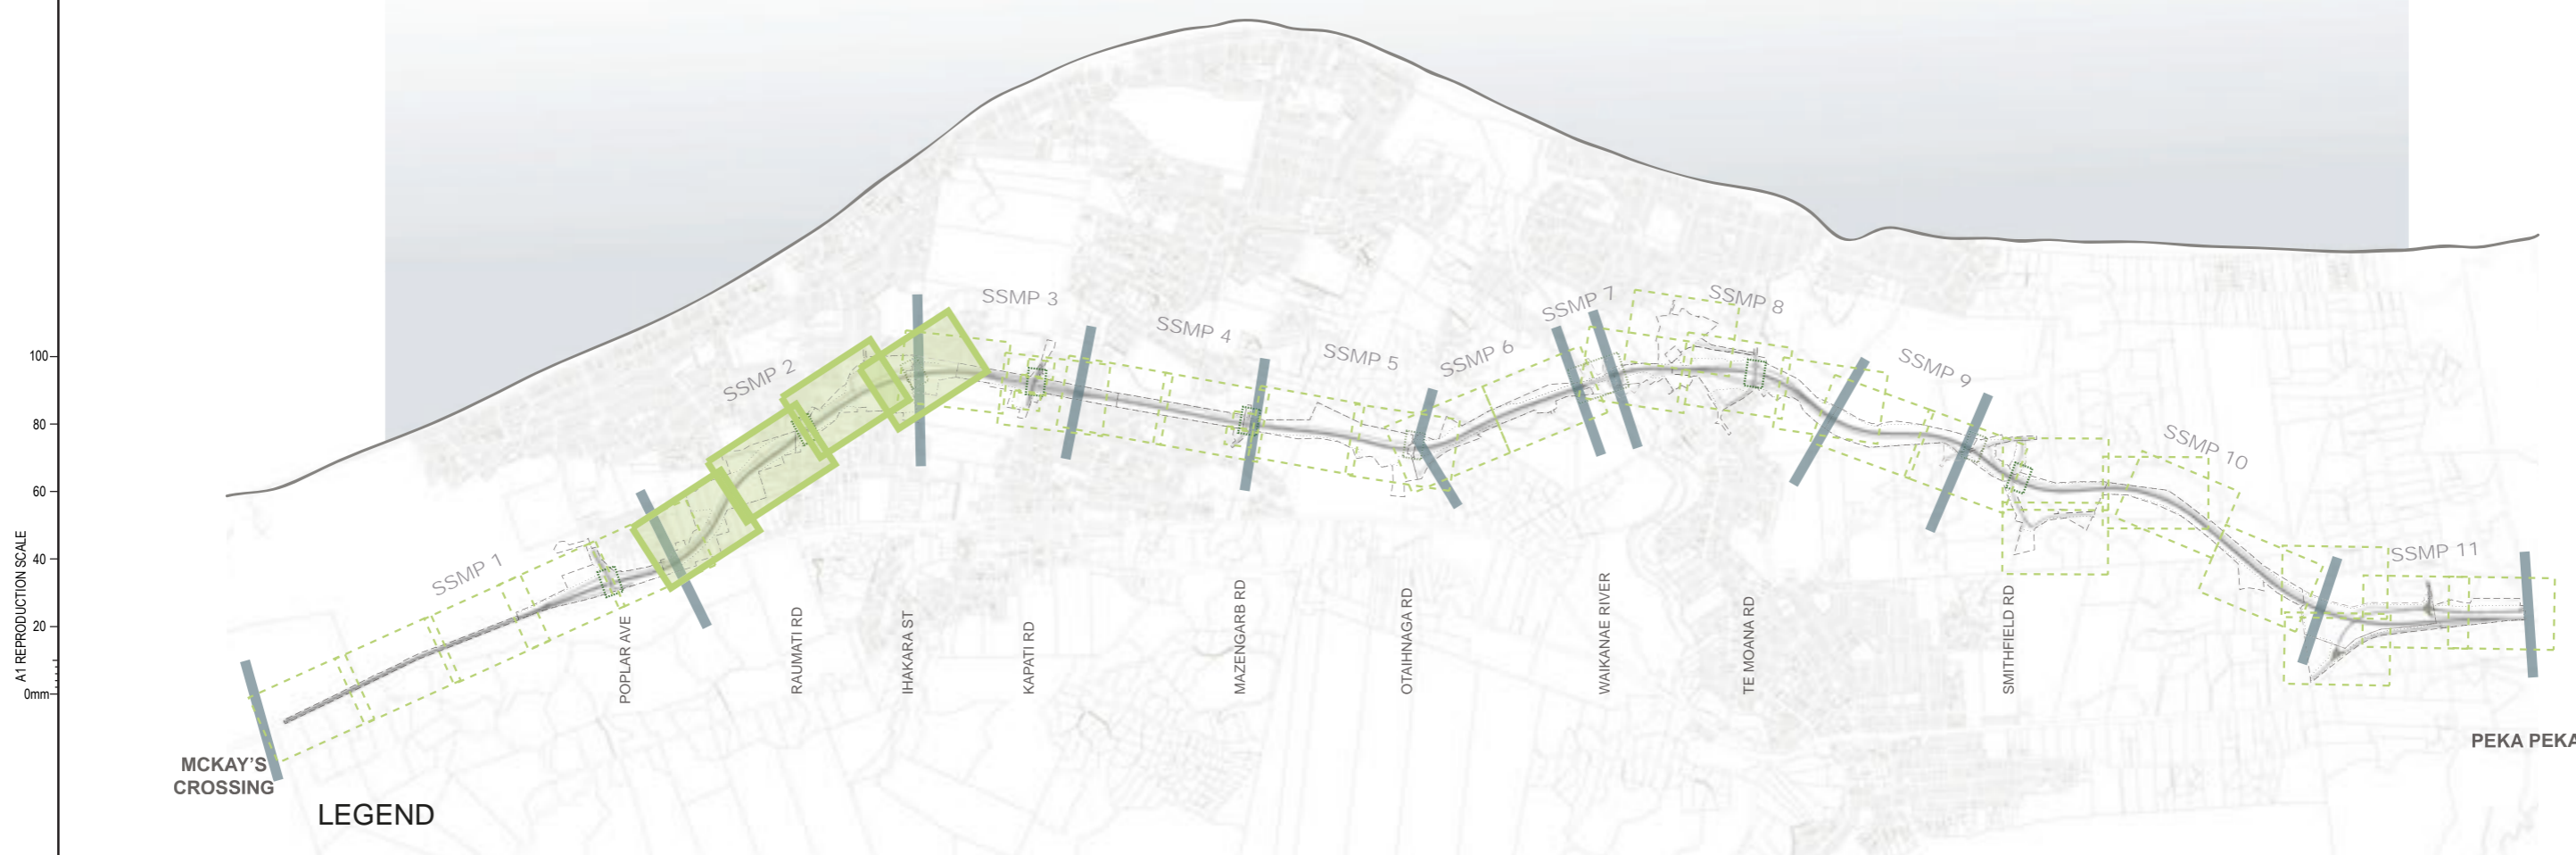 SSMP 1
SSMP 2
SSMP 3
SSMP 4
SSMP 5
SSMP 6
SSMP 7
SSMP 8
SSMP 9
SSMP 10
SSMP 11
100
80
60
40
20
0mm
A1 REPRODUCTION SCALE
POPLAR AVE
RAUMATI RD
IHAKARA ST
KAPATI RD
MAZENGARB RD
OTAIHNAGA RD
WAIKANAE RIVER
TE MOANA RD
SMITHFIELD RD
MCKAY'S
CROSSING
PEKA PEKA
LEGEND